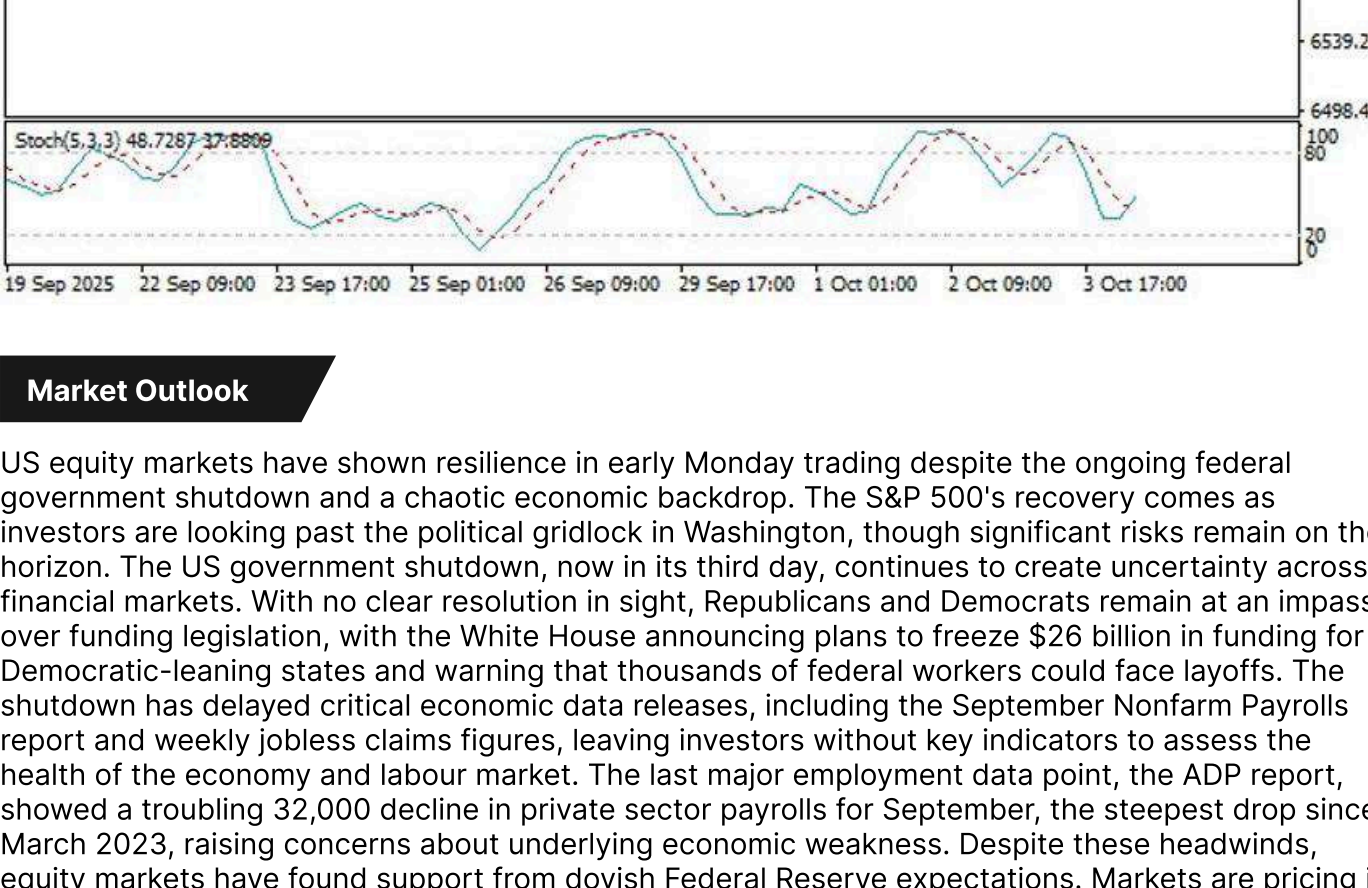 6539.2
6498.4
Stoch(5,3,3) 48.7287 37.8809
100
80
20
0
19 Sep 2025 22 Sep 09:00 23 Sep 17:00 25 Sep 01:00 26 Sep 09:00 29 Sep 17:00 1 Oct 01:00 2 Oct 09:00 3 Oct 17:00
Market Outlook
US equity markets have shown resilience in early Monday trading despite the ongoing federal
government shutdown and a chaotic economic backdrop. The S&P 500's recovery comes as
investors are looking past the political gridlock in Washington, though significant risks remain on th
horizon. The US government shutdown, now in its third day, continues to create uncertainty across
financial markets. With no clear resolution in sight, Republicans and Democrats remain at an impass
over funding legislation, with the White House announcing plans to freeze $26 billion in funding for
Democratic-leaning states and warning that thousands of federal workers could face layoffs. The
shutdown has delayed critical economic data releases, including the September Nonfarm Payrolls
report and weekly jobless claims figures, leaving investors without key indicators to assess the
health of the economy and labour market. The last major employment data point, the ADP report,
showed a troubling 32,000 decline in private sector payrolls for September, the steepest drop since
March 2023, raising concerns about underlying economic weakness. Despite these headwinds,
equity markets have found support from dovish Federal Reserve expectations. Markets are pricing